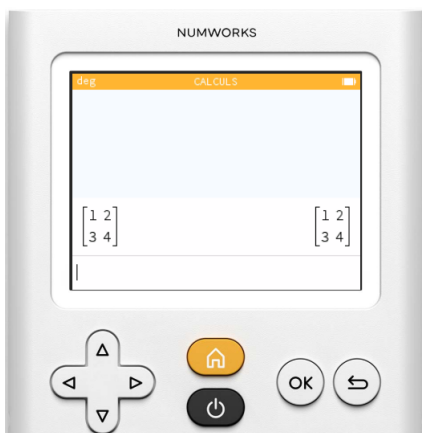 NUMWORKS
deg CALCULS
[1 2] [1 2]
[3 4] [3 4]
OK